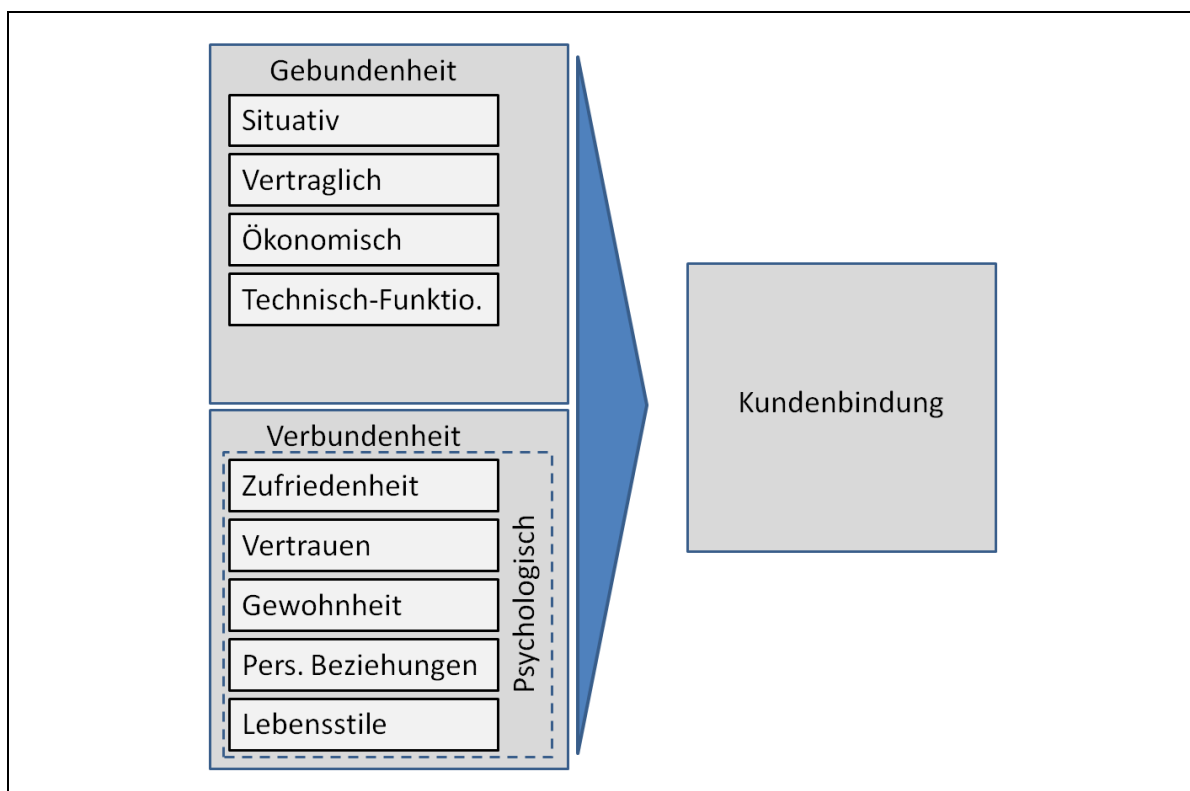 Gebundenheit
Situativ
Vertraglich
Ökonomisch
Technisch-Funktio.
Verbundenheit
Zufriedenheit
Vertrauen
Gewohnheit
Pers. Beziehungen
Lebensstile
Psychologisch
Kundenbindung